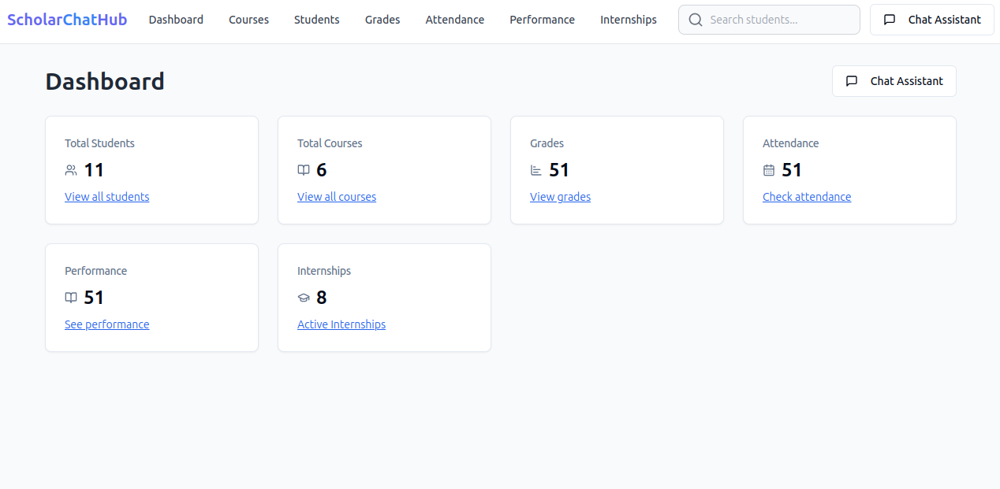 ScholarChatHub Dashboard Courses Students Grades Attendance Performance Internships Search students... Chat Assistant
Dashboard Chat Assistant
Total Students
11
View all students
Total Courses
6
View all courses
Grades
51
View grades
Attendance
51
Check attendance
Performance
51
See performance
Internships
8
Active Internships